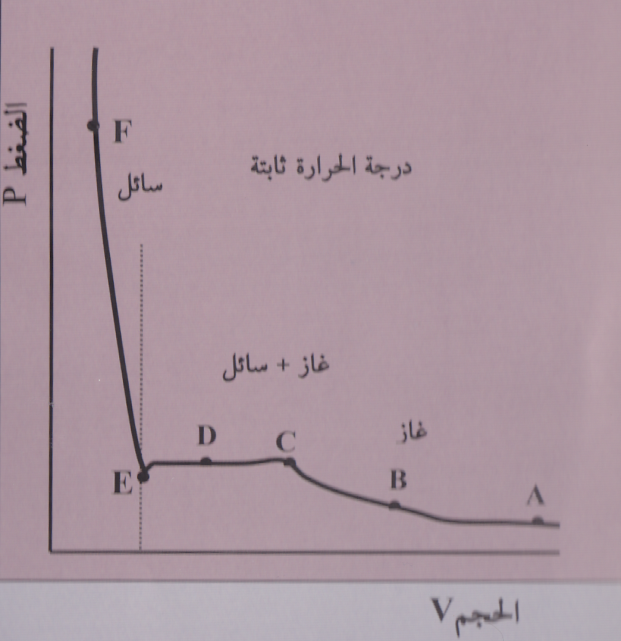 الضغط P
F
سائل
درجة الحرارة ثابتة
غاز + سائل
غاز
D
C
E
B
A
الحجم V